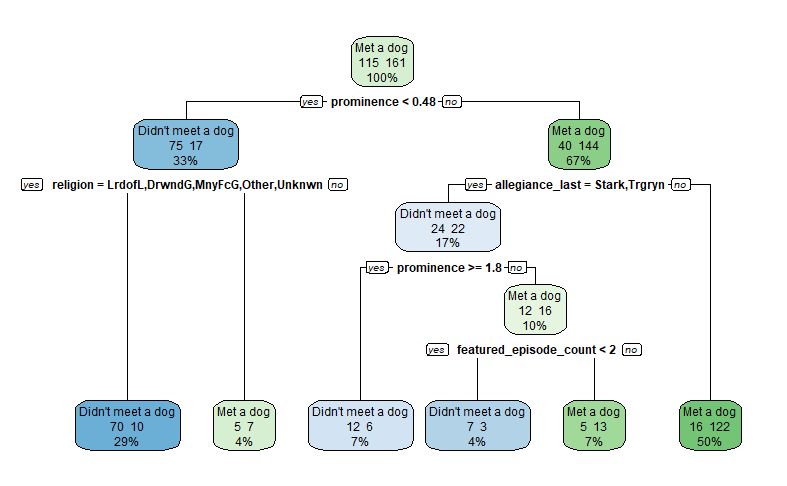 Met a dog
115 161
100%
yes prominence < 0.48 no
Didn't meet a dog
75 17
33%
Met a dog
40 144
67%
yes religion = LrdofL,DrwndG,MnyFcG,Other,Unknwn no
yes allegiance_last = Stark,Trgryn no
Didn't meet a dog
24 22
17%
yes prominence >= 1.8 no
Met a dog
12 16
10%
yes featured_episode_count < 2 no
Didn't meet a dog
70 10
29%
Met a dog
5 7
4%
Didn't meet a dog
12 6
7%
Didn't meet a dog
7 3
4%
Met a dog
5 13
7%
Met a dog
16 122
50%